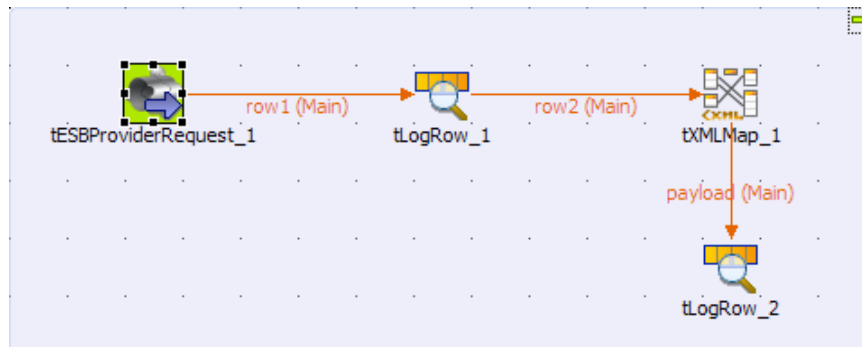 row1 (Main)
row2 (Main)
tESBProviderRequest_1
tLogRow_1
tXMLMap_1
payload (Main)
tLogRow_2